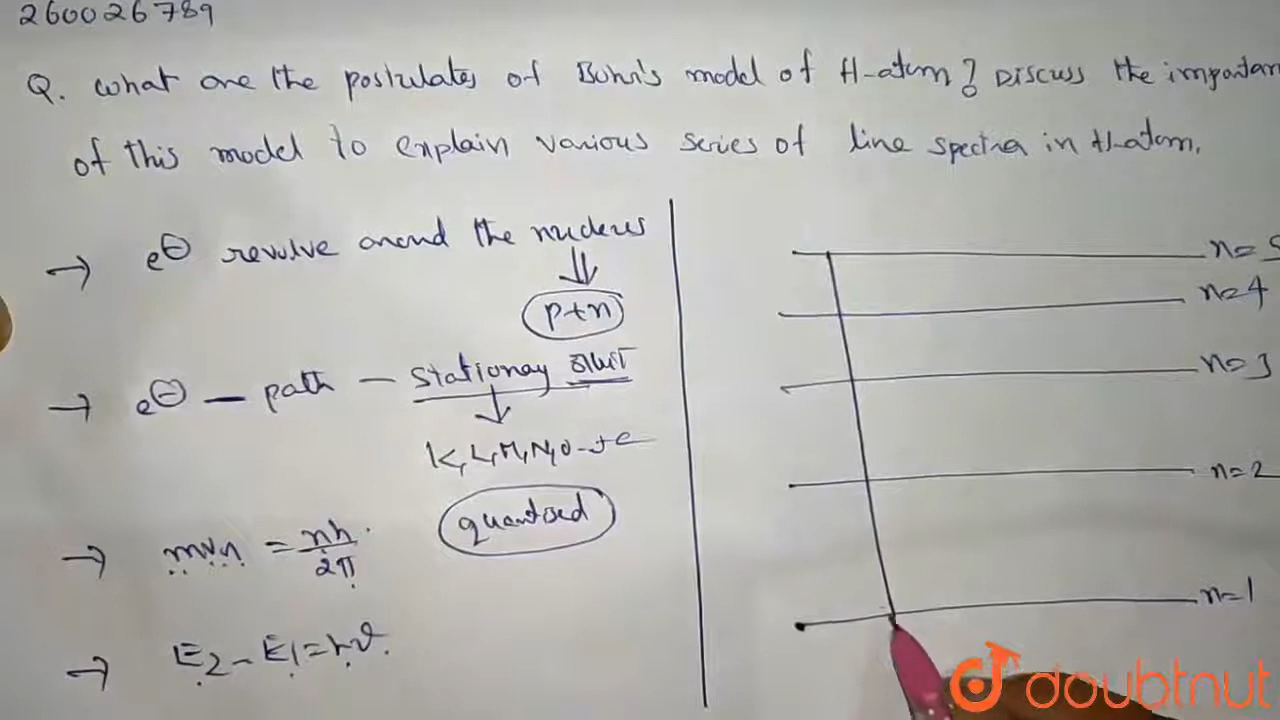 260026789
Q. What are the postulates of Bohr's model of H-atom? Discuss the importan
of this model to explain various series of line spectra in H-atom.
→ e⊖ revolve around the nucleus
p+n
→ e⊖ – path – stationary orbit
K, L, M, N, O - - -
quantised
→ mvr = nh/2π
→ E2 – E1 = hν
n=5
n=4
n=3
n=2
n=1
doubtnut